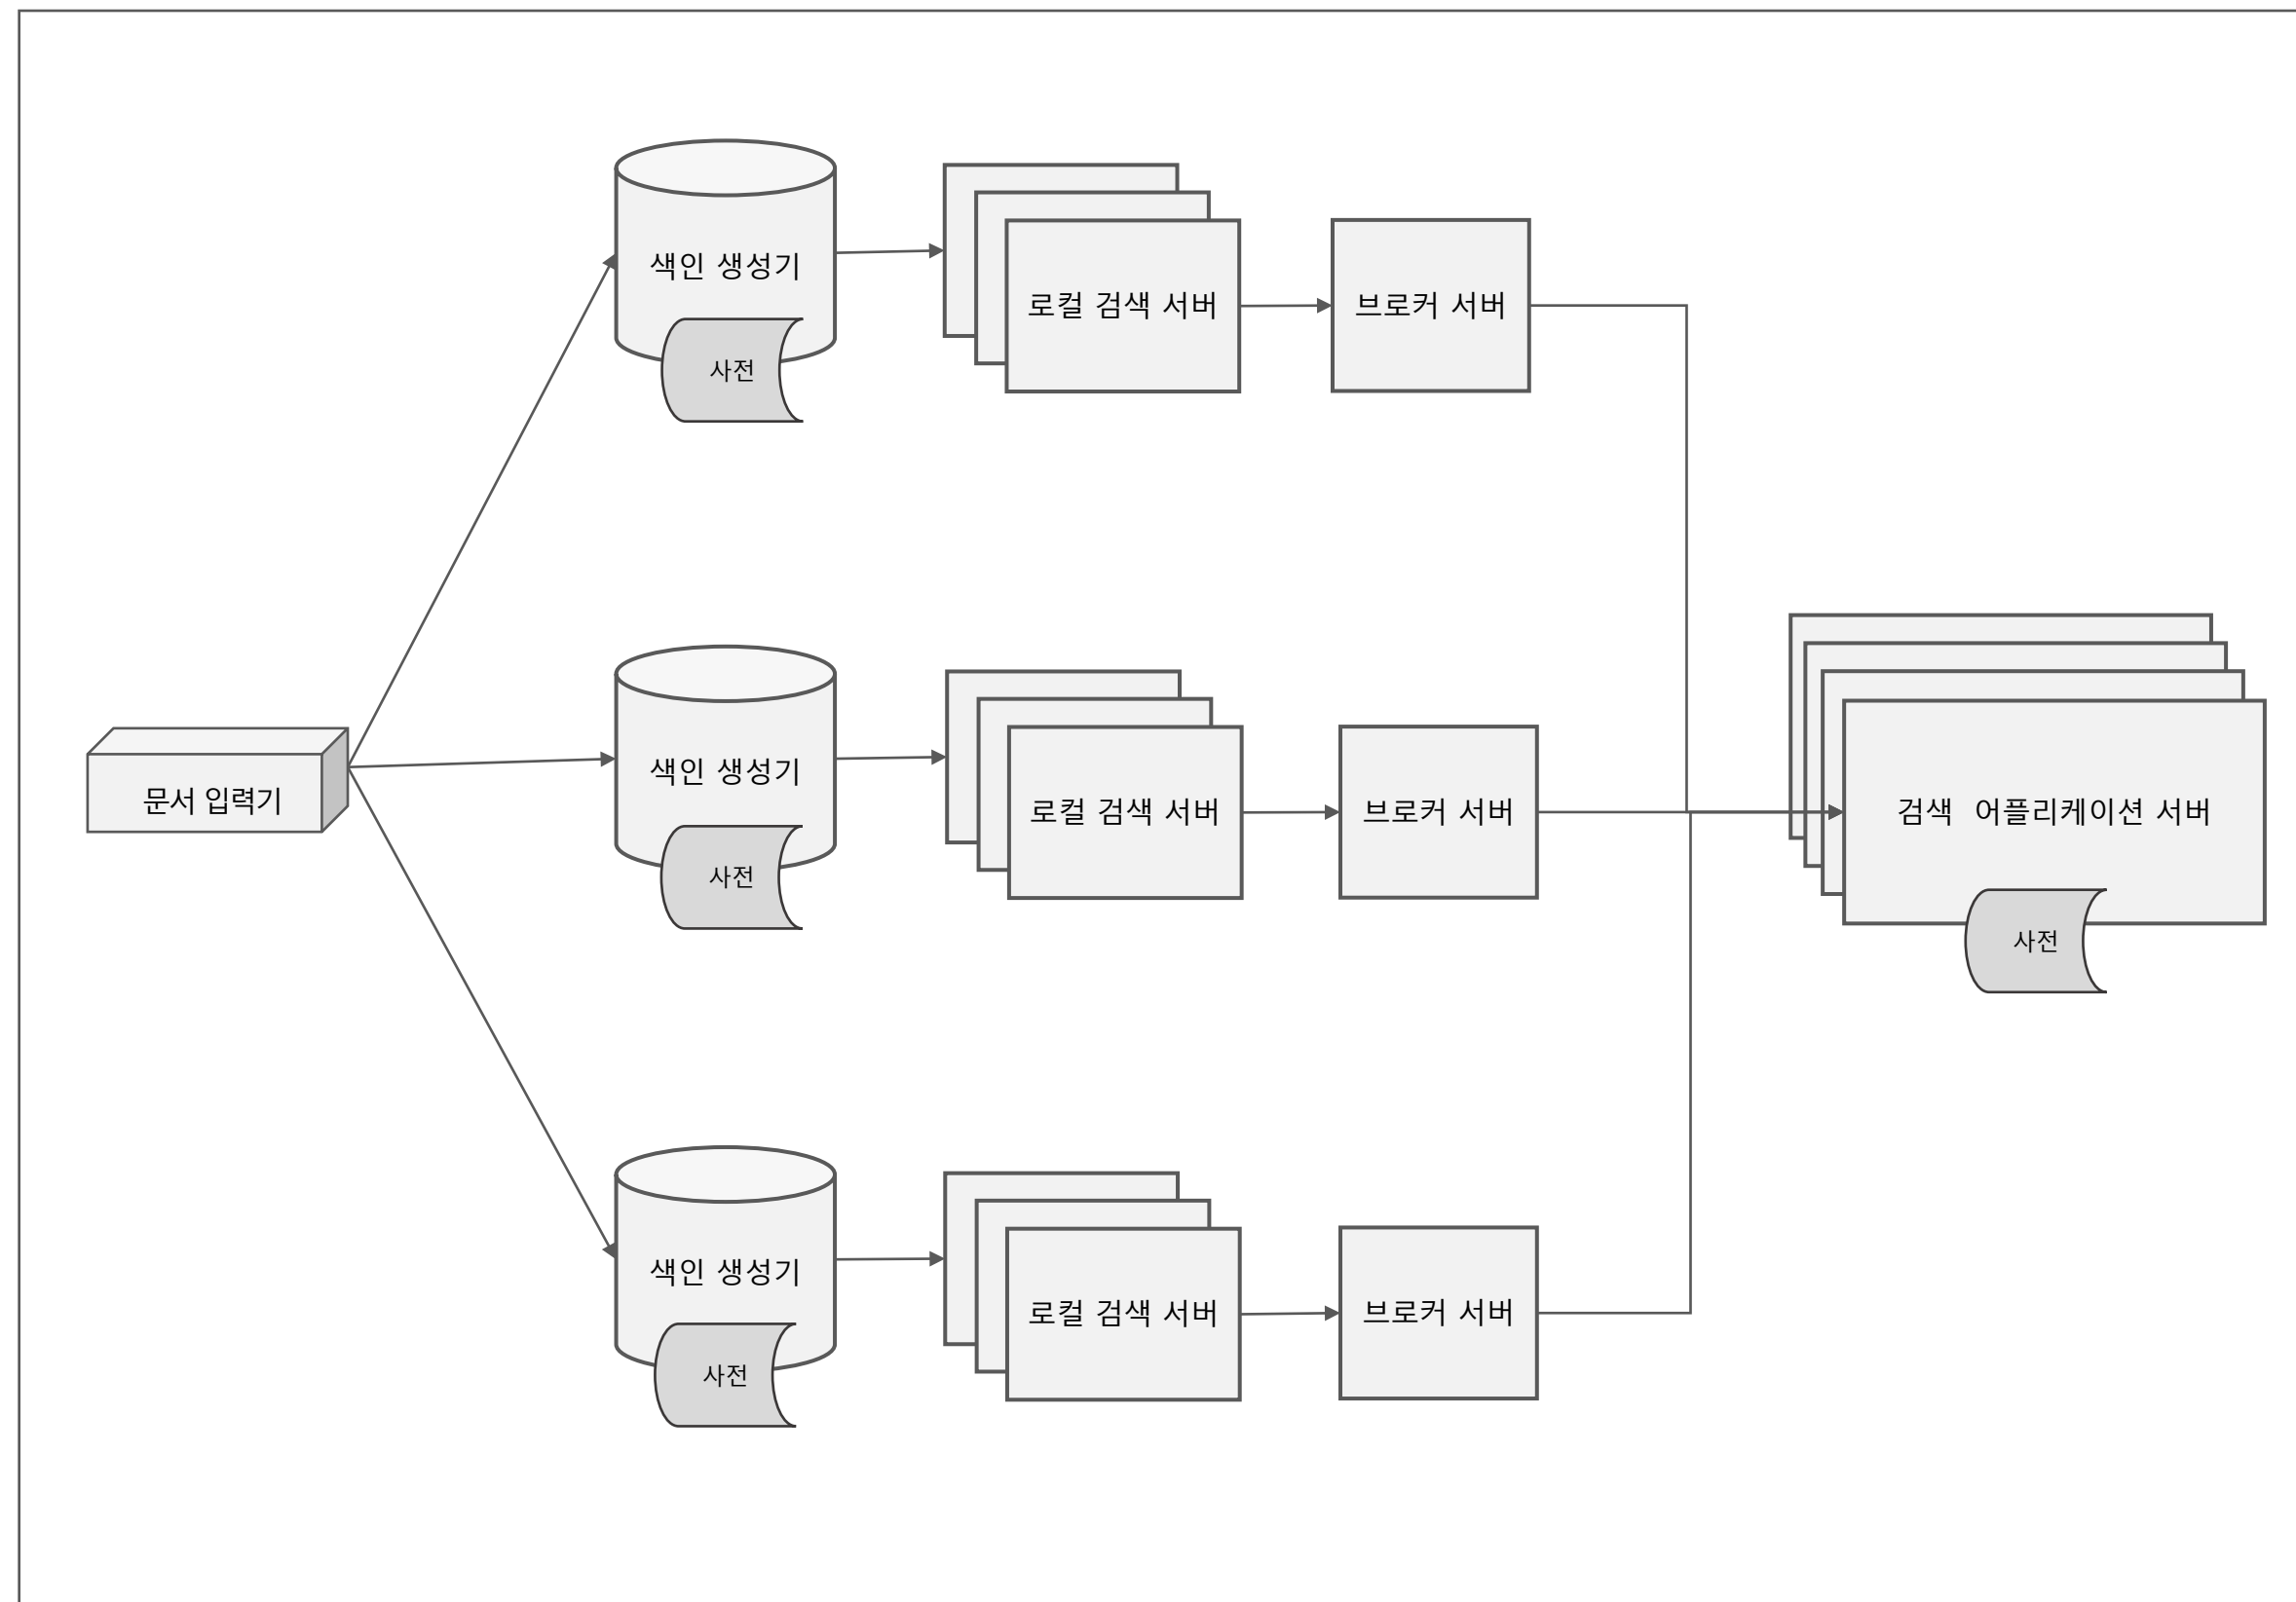 색인 생성기
사전
로컬 검색 서버
브로커 서버
문서 입력기
색인 생성기
사전
로컬 검색 서버
브로커 서버
검색  어플리케이션 서버
사전
색인 생성기
사전
로컬 검색 서버
브로커 서버